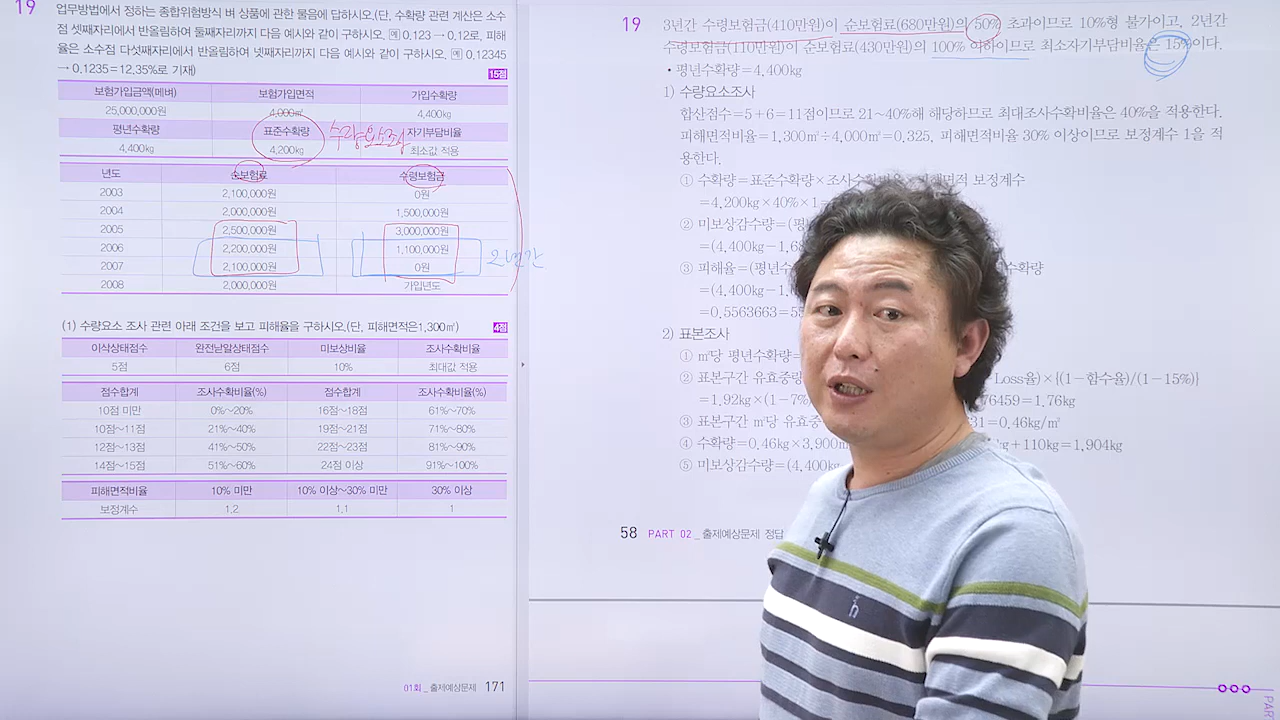 19
업무방법에서 정하는 종합위험방식 벼 상품에 관한 물음에 답하시오.(단, 수확량 관련 계산은 소수
점 셋째자리에서 반올림하여 둘째자리까지 다음 예시와 같이 구하시오. 예 0.123 → 0.12로, 피해
율은 소수점 다섯째자리에서 반올림하여 넷째자리까지 다음 예시와 같이 구하시오. 예 0.12345
→ 0.1235 = 12.35%로 기재)
15점
보험가입금액(메벼) 보험가입면적 가입수확량
25,000,000원 4,000㎡ 4,400kg
평년수확량 표준수확량 자기부담비율
4,400kg 4,200kg 최소값 적용
수량요소조사
년도 순보험료 수령보험금
2003 2,100,000원 0원
2004 2,000,000원 1,500,000원
2005 2,500,000원 3,000,000원
2006 2,200,000원 1,100,000원
2007 2,100,000원 0원
2008 2,000,000원 가입년도
2년간
(1) 수량요소 조사 관련 아래 조건을 보고 피해율을 구하시오.(단, 피해면적은1,300㎡)
4점
이삭상태점수 완전낟알상태점수 미보상비율 조사수확비율
5점 6점 10% 최대값 적용
점수합계 조사수확비율(%) 점수합계 조사수확비율(%)
10점 미만 0%~20% 16점~18점 61%~70%
10점~11점 21%~40% 19점~21점 71%~80%
12점~13점 41%~50% 22점~23점 81%~90%
14점~15점 51%~60% 24점 이상 91%~100%
피해면적비율 10% 미만 10% 이상~30% 미만 30% 이상
보정계수 1.2 1.1 1
01회 _ 출제예상문제 171
19
3년간 수령보험금(410만원)이 순보험료(680만원)의 50% 초과이므로 10%형 불가이고, 2년간
수령보험금(110만원)이 순보험료(430만원)의 100% 이하이므로 최소자기부담비율은 15%이다.
• 평년수확량 = 4,400kg
1) 수량요소조사
합산점수 = 5 + 6 = 11점이므로 21~40%해 해당하므로 최대조사수확비율은 40%을 적용한다.
피해면적비율 = 1,300㎡ ÷ 4,000㎡ = 0.325, 피해면적비율 30% 이상이므로 보정계수 1을 적
용한다.
① 수확량 = 표준수확량 × 조사수확비율 × 피해면적 보정계수
= 4,200kg × 40% × 1 =
② 미보상감수량 = (평
= (4,400kg - 1,6
③ 피해율 = (평년수 수확량
= (4,400kg - 1,
= 0.5563663 = 5
2) 표본조사
① ㎡당 평년수확량 =
② 표본구간 유효중량 Loss율) × {(1 - 함수율)/(1 - 15%)}
= 1.92kg × (1 - 7% 76459 = 1.76kg
③ 표본구간 ㎡당 유효중 31 = 0.46kg/㎡
④ 수확량 = 0.46kg × 3,900㎡ kg + 110kg = 1,904kg
⑤ 미보상감수량 = (4,400kg
58 PART 02 _ 출제예상문제 정답
PAR